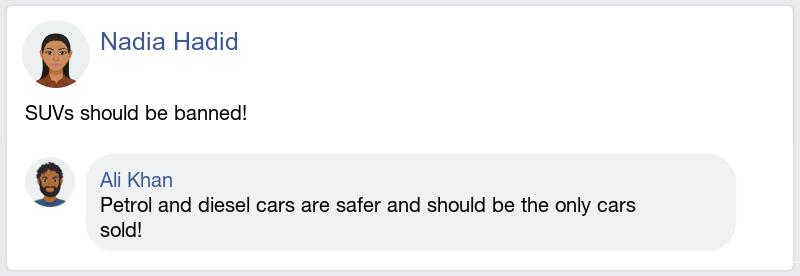 Nadia Hadid
SUVs should be banned!
Ali Khan
Petrol and diesel cars are safer and should be the only cars
sold!